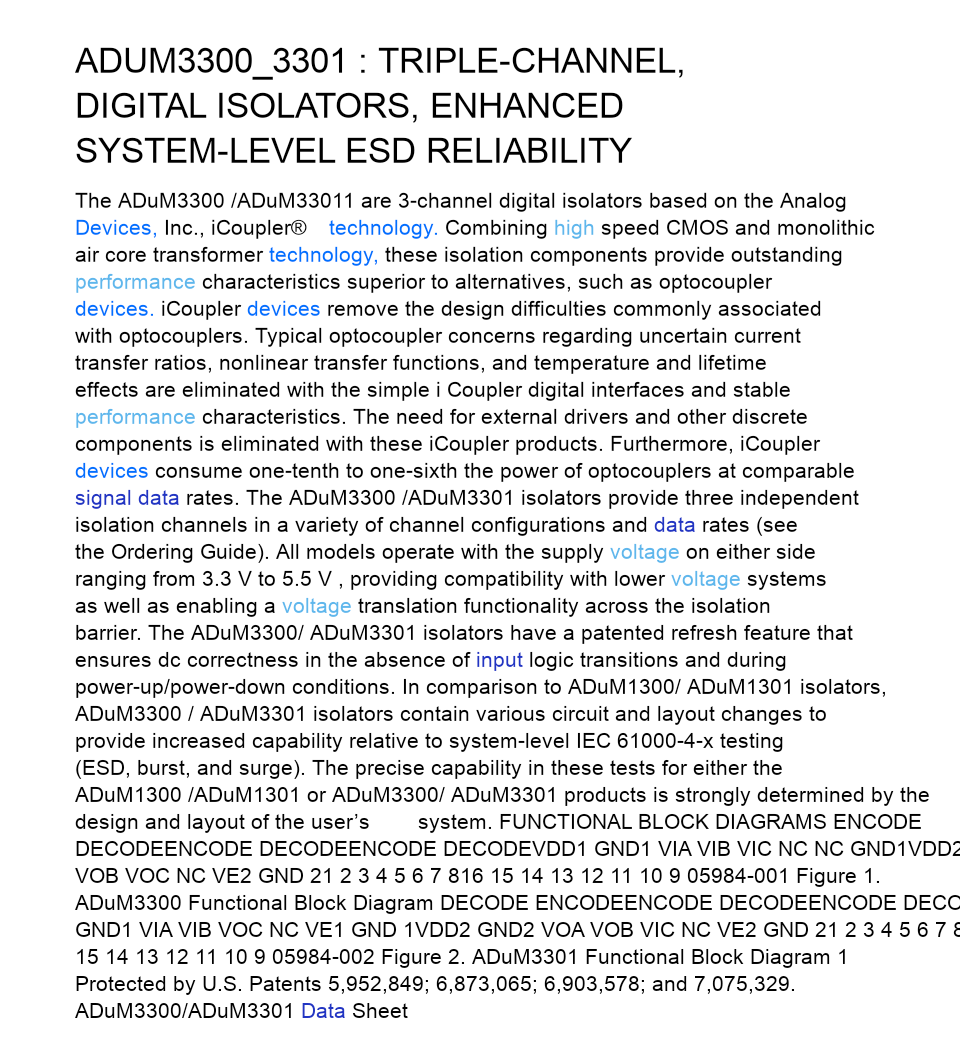 ADUM3300_3301 : TRIPLE-CHANNEL,
DIGITAL ISOLATORS, ENHANCED
SYSTEM-LEVEL ESD RELIABILITY
The ADuM3300 /ADuM33011 are 3-channel digital isolators based on the Analog
Devices, Inc., iCoupler® technology. Combining high speed CMOS and monolithic
air core transformer technology, these isolation components provide outstanding
performance characteristics superior to alternatives, such as optocoupler
devices. iCoupler devices remove the design difficulties commonly associated
with optocouplers. Typical optocoupler concerns regarding uncertain current
transfer ratios, nonlinear transfer functions, and temperature and lifetime
effects are eliminated with the simple i Coupler digital interfaces and stable
performance characteristics. The need for external drivers and other discrete
components is eliminated with these iCoupler products. Furthermore, iCoupler
devices consume one-tenth to one-sixth the power of optocouplers at comparable
signal data rates. The ADuM3300 /ADuM3301 isolators provide three independent
isolation channels in a variety of channel configurations and data rates (see
the Ordering Guide). All models operate with the supply voltage on either side
ranging from 3.3 V to 5.5 V , providing compatibility with lower voltage systems
as well as enabling a voltage translation functionality across the isolation
barrier. The ADuM3300/ ADuM3301 isolators have a patented refresh feature that
ensures dc correctness in the absence of input logic transitions and during
power-up/power-down conditions. In comparison to ADuM1300/ ADuM1301 isolators,
ADuM3300 / ADuM3301 isolators contain various circuit and layout changes to
provide increased capability relative to system-level IEC 61000-4-x testing
(ESD, burst, and surge). The precise capability in these tests for either the
ADuM1300 /ADuM1301 or ADuM3300/ ADuM3301 products is strongly determined by the
design and layout of the user’s system. FUNCTIONAL BLOCK DIAGRAMS ENCODE
DECODEENCODE DECODEENCODE DECODEVDD1 GND1 VIA VIB VIC NC NC GND1VDD2
VOB VOC NC VE2 GND 21 2 3 4 5 6 7 816 15 14 13 12 11 10 9 05984-001 Figure 1.
ADuM3300 Functional Block Diagram DECODE ENCODEENCODE DECODEENCODE DECO
GND1 VIA VIB VOC NC VE1 GND 1VDD2 GND2 VOA VOB VIC NC VE2 GND 21 2 3 4 5 6 7 8
15 14 13 12 11 10 9 05984-002 Figure 2. ADuM3301 Functional Block Diagram 1
Protected by U.S. Patents 5,952,849; 6,873,065; 6,903,578; and 7,075,329.
ADuM3300/ADuM3301 Data Sheet